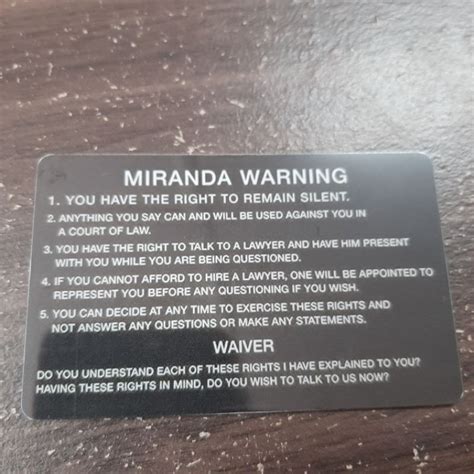 MIRANDA WARNING
1. YOU HAVE THE RIGHT TO REMAIN SILENT.
2. ANYTHING YOU SAY CAN AND WILL BE USED AGAINST YOU IN
A COURT OF LAW.
3. YOU HAVE THE RIGHT TO TALK TO A LAWYER AND HAVE HIM PRESENT
WITH YOU WHILE YOU ARE BEING QUESTIONED.
4. IF YOU CANNOT AFFORD TO HIRE A LAWYER, ONE WILL BE APPOINTED TO
REPRESENT YOU BEFORE ANY QUESTIONING IF YOU WISH.
5. YOU CAN DECIDE AT ANY TIME TO EXERCISE THESE RIGHTS AND
NOT ANSWER ANY QUESTIONS OR MAKE ANY STATEMENTS.
WAIVER
DO YOU UNDERSTAND EACH OF THESE RIGHTS I HAVE EXPLAINED TO YOU?
HAVING THESE RIGHTS IN MIND, DO YOU WISH TO TALK TO US NOW?